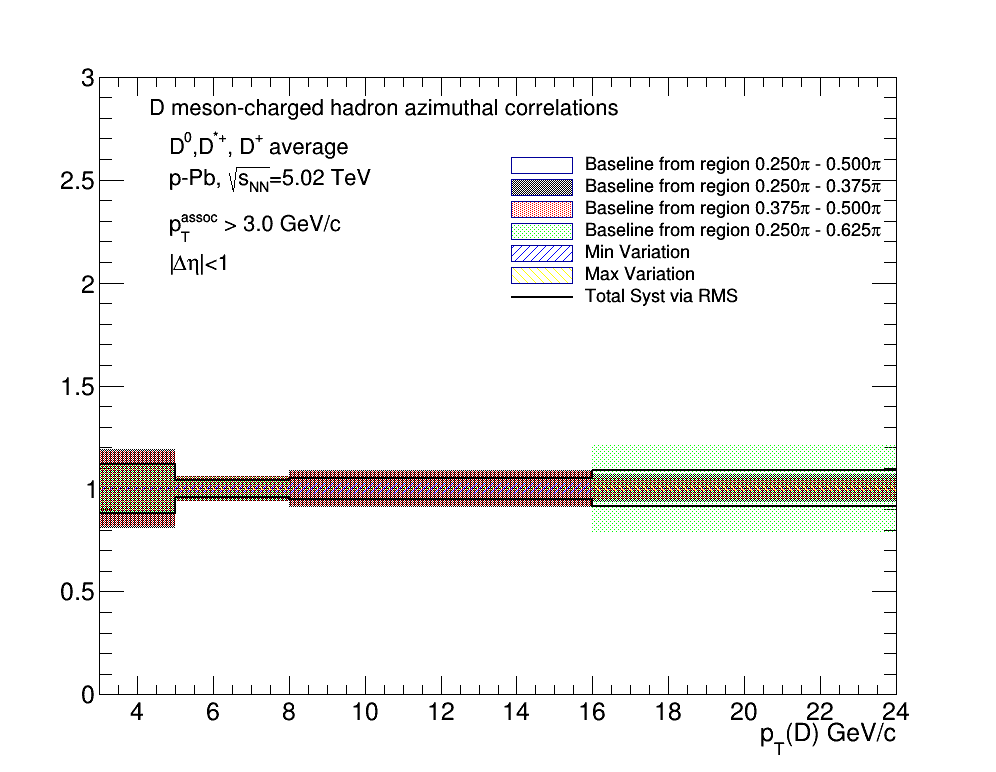 3
D meson-charged hadron azimuthal correlations
D⁰,D*⁺, D⁺ average
p-Pb, √sNN=5.02 TeV
pT^assoc > 3.0 GeV/c
|Δη|<1
Baseline from region 0.250π - 0.500π
Baseline from region 0.250π - 0.375π
Baseline from region 0.375π - 0.500π
Baseline from region 0.250π - 0.625π
Min Variation
Max Variation
Total Syst via RMS
2.5
2
1.5
1
0.5
0
4 6 8 10 12 14 16 18 20 22 24
pT(D) GeV/c